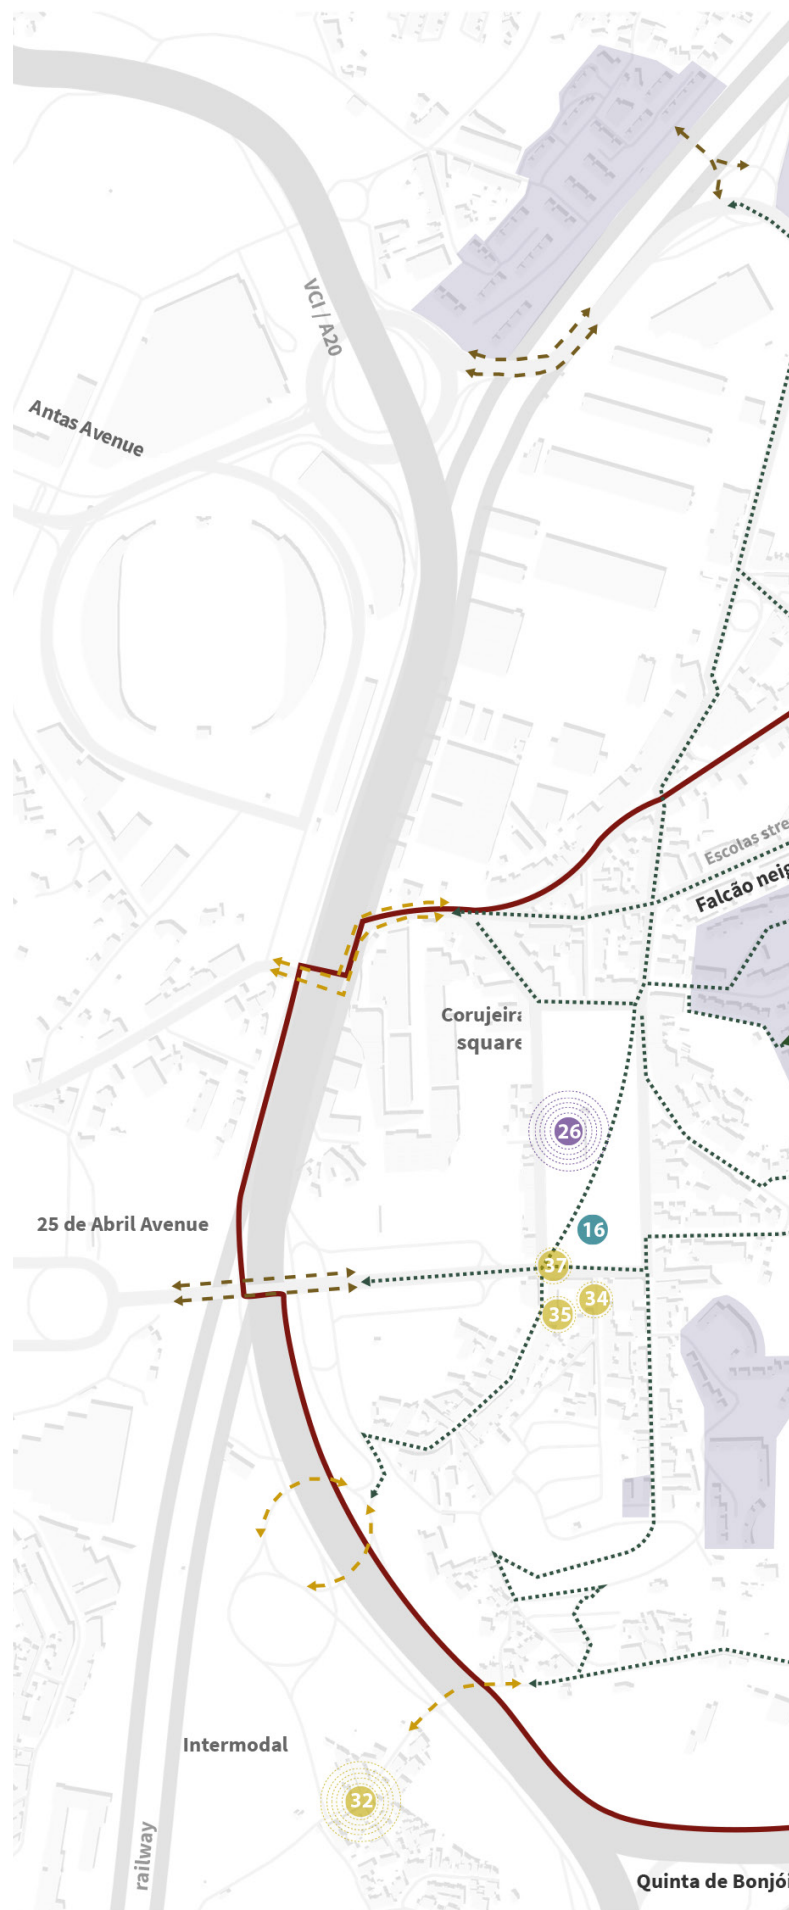 VCI / A20
Antas Avenue
Escolas stre
Falcão neig
Corujeira
square
26
25 de Abril Avenue
16
37
34
35
Intermodal
32
railway
Quinta de Bonjói